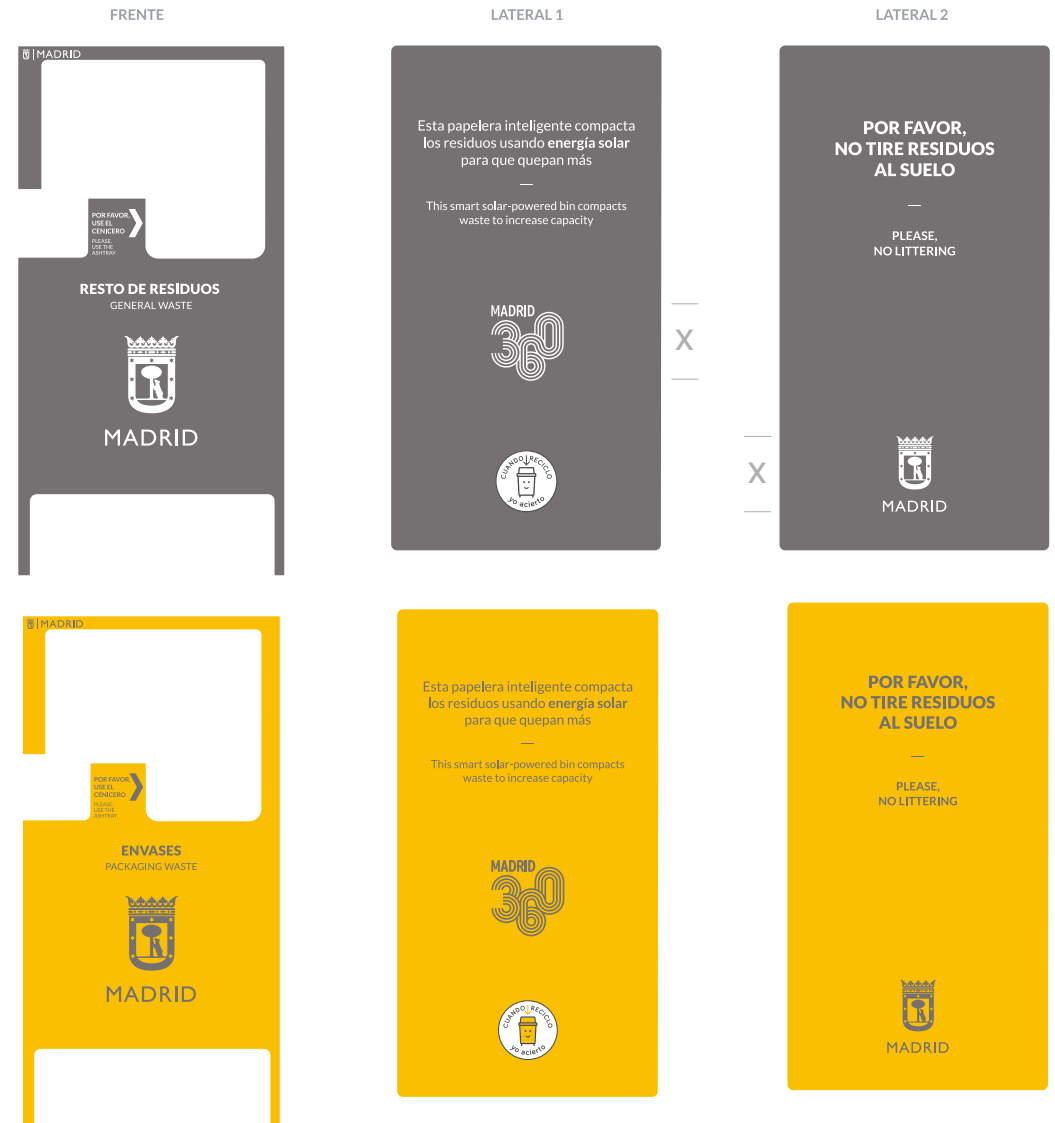 FRENTE
LATERAL 1
LATERAL 2
MADRID
POR FAVOR,
USE EL
CENICERO
PLEASE,
USE THE
ASHTRAY
RESTO DE RESIDUOS
GENERAL WASTE
MADRID
Esta papelera inteligente compacta
los residuos usando energía solar
para que quepan más
This smart solar-powered bin compacts
waste to increase capacity
MADRID
360
CUANDO RECICLO
yo acierto
X
POR FAVOR,
NO TIRE RESIDUOS
AL SUELO
PLEASE,
NO LITTERING
X
MADRID
MADRID
POR FAVOR,
USE EL
CENICERO
PLEASE,
USE THE
ASHTRAY
ENVASES
PACKAGING WASTE
MADRID
Esta papelera inteligente compacta
los residuos usando energía solar
para que quepan más
This smart solar-powered bin compacts
waste to increase capacity
MADRID
360
CUANDO RECICLO
yo acierto
POR FAVOR,
NO TIRE RESIDUOS
AL SUELO
PLEASE,
NO LITTERING
MADRID